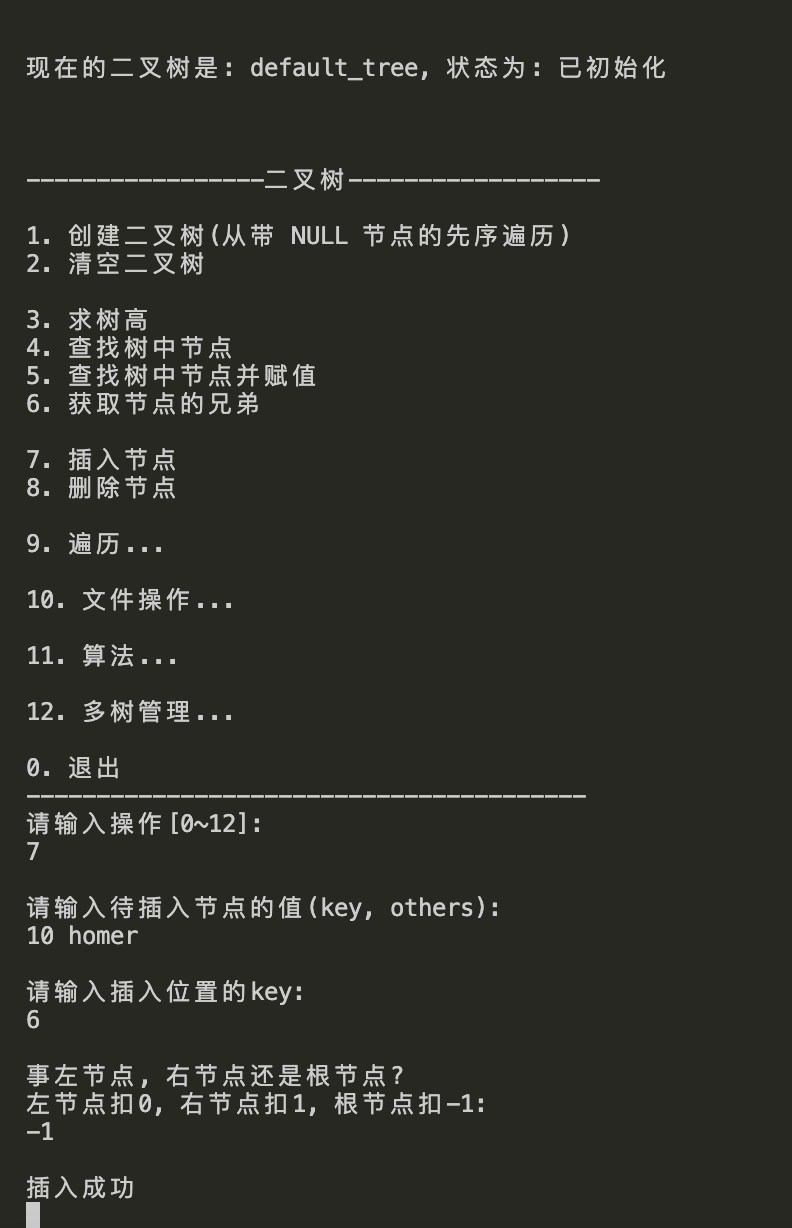 现在的二叉树是: default_tree, 状态为: 已初始化
-----------------二叉树------------------
1. 创建二叉树(从带 NULL 节点的先序遍历)
2. 清空二叉树
3. 求树高
4. 查找树中节点
5. 查找树中节点并赋值
6. 获取节点的兄弟
7. 插入节点
8. 删除节点
9. 遍历...
10. 文件操作...
11. 算法...
12. 多树管理...
0. 退出
----------------------------------------
请输入操作[0~12]:
7
请输入待插入节点的值(key, others):
10 homer
请输入插入位置的key:
6
事左节点, 右节点还是根节点?
左节点扣0, 右节点扣1, 根节点扣-1:
-1
插入成功